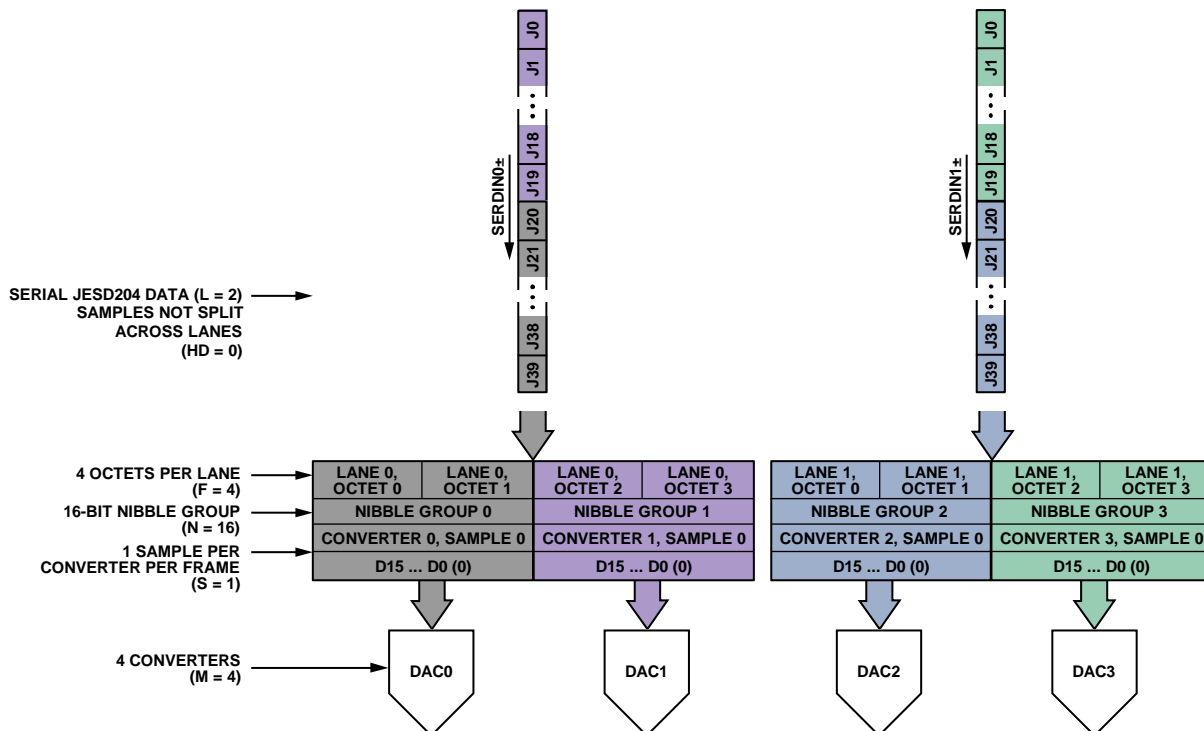 J0
J1
J18
J19
J20
J21
J38
J39
SERDIN0±
J0
J1
J18
J19
J20
J21
J38
J39
SERDIN1±
SERIAL JESD204 DATA (L = 2)
SAMPLES NOT SPLIT
ACROSS LANES
(HD = 0)
4 OCTETS PER LANE
(F = 4)
LANE 0,
OCTET 0
LANE 0,
OCTET 1
LANE 0,
OCTET 2
LANE 0,
OCTET 3
LANE 1,
OCTET 0
LANE 1,
OCTET 1
LANE 1,
OCTET 2
LANE 1,
OCTET 3
16-BIT NIBBLE GROUP
(N = 16)
NIBBLE GROUP 0
NIBBLE GROUP 1
NIBBLE GROUP 2
NIBBLE GROUP 3
1 SAMPLE PER
CONVERTER PER FRAME
(S = 1)
CONVERTER 0, SAMPLE 0
CONVERTER 1, SAMPLE 0
CONVERTER 2, SAMPLE 0
CONVERTER 3, SAMPLE 0
D15 ... D0 (0)
D15 ... D0 (0)
D15 ... D0 (0)
D15 ... D0 (0)
4 CONVERTERS
(M = 4)
DAC0
DAC1
DAC2
DAC3